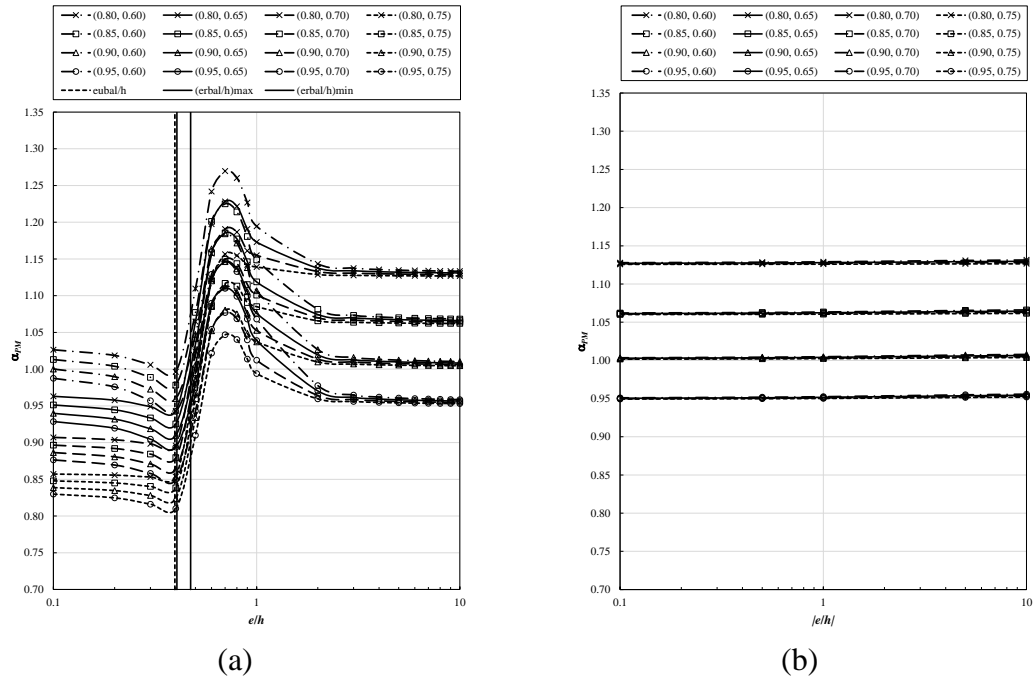 (0.80, 0.60) (0.80, 0.65) (0.80, 0.70) (0.80, 0.75)
(0.85, 0.60) (0.85, 0.65) (0.85, 0.70) (0.85, 0.75)
(0.90, 0.60) (0.90, 0.65) (0.90, 0.70) (0.90, 0.75)
(0.95, 0.60) (0.95, 0.65) (0.95, 0.70) (0.95, 0.75)
eubal/h (erbal/h)max (erbal/h)min
1.35
1.30
1.25
1.20
1.15
1.10
1.05
1.00
0.95
0.90
0.85
0.80
0.75
0.70
αPM
0.1 1 10
e/h
(a)
(0.80, 0.60) (0.80, 0.65) (0.80, 0.70) (0.80, 0.75)
(0.85, 0.60) (0.85, 0.65) (0.85, 0.70) (0.85, 0.75)
(0.90, 0.60) (0.90, 0.65) (0.90, 0.70) (0.90, 0.75)
(0.95, 0.60) (0.95, 0.65) (0.95, 0.70) (0.95, 0.75)
1.35
1.30
1.25
1.20
1.15
1.10
1.05
1.00
0.95
0.90
0.85
0.80
0.75
0.70
αPM
0.1 1 10
|e/h|
(b)